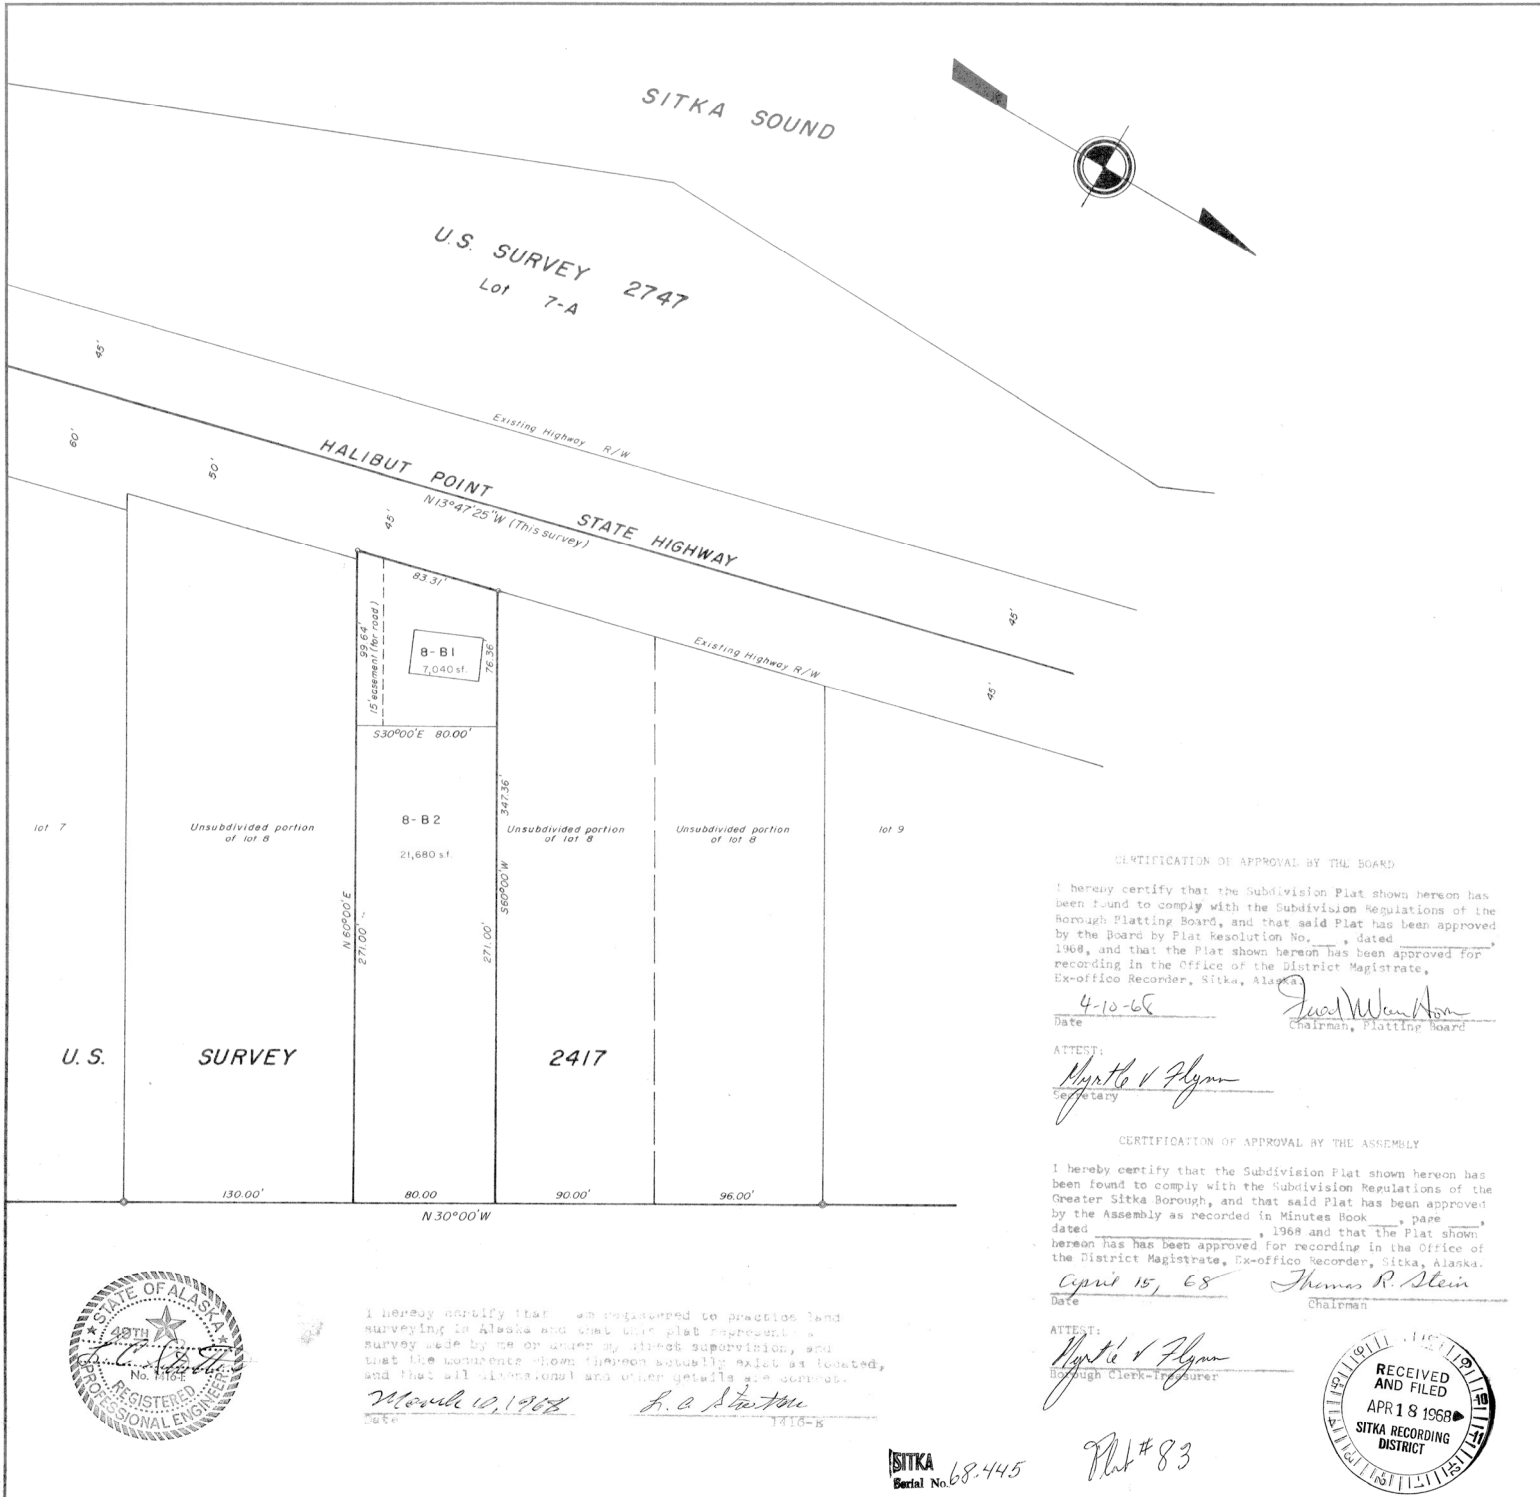 SITKA SOUND
U.S. SURVEY 2747
Lot 7-A
45'
Existing Highway R/W
60'
50'
HALIBUT POINT STATE HIGHWAY
N13°47'25"W (This survey)
45'
83.31'
45'
99.64'
15' easement (for road)
8-B1
7,040 s.f.
76.36'
Existing Highway R/W
45'
S30°00'E 80.00'
347.36'
8-B2
21,680 s.f.
lot 7
Unsubdivided portion
of lot 8
Unsubdivided portion
of lot 8
Unsubdivided portion
of lot 8
lot 9
N 60°00'E
271.00'
S60°00'W
271.00'
U.S. SURVEY 2417
130.00'
80.00
90.00'
96.00'
N 30°00'W
CERTIFICATION OF APPROVAL BY THE BOARD
I hereby certify that the Subdivision Plat shown hereon has
been found to comply with the Subdivision Regulations of the
Borough Platting Board, and that said Plat has been approved
by the Board by Plat Resolution No.____, dated ____________,
1968, and that the Plat shown hereon has been approved for
recording in the Office of the District Magistrate,
Ex-offico Recorder, Sitka, Alaska.
4-10-68
Date
Chairman, Platting Board
ATTEST:
Myrtle V Flynn
Secretary
CERTIFICATION OF APPROVAL BY THE ASSEMBLY
I hereby certify that the Subdivision Plat shown hereon has
been found to comply with the Subdivision Regulations of the
Greater Sitka Borough, and that said Plat has been approved
by the Assembly as recorded in Minutes Book ____, page ____,
dated ____________________, 1968 and that the Plat shown
hereon has has been approved for recording in the Office of
the District Magistrate, Ex-offico Recorder, Sitka, Alaska.
April 15, 68 Thomas R. Stein
Date Chairman
ATTEST:
Myrtle V Flynn
Borough Clerk-Treasurer
STATE OF ALASKA
49TH
No. 1416-E
REGISTERED
PROFESSIONAL ENGINEER
I hereby certify that am registered to practice land
surveying in Alaska and that this plat represents a
survey made by me or under my direct supervision, and
that the monuments shown thereon actually exist as located,
and that all dimensional and other details are correct.
March 10, 1968
Date 1416-E
RECEIVED
AND FILED
APR 18 1968
SITKA RECORDING
DISTRICT
SITKA
Serial No. 68-445
Plat # 83